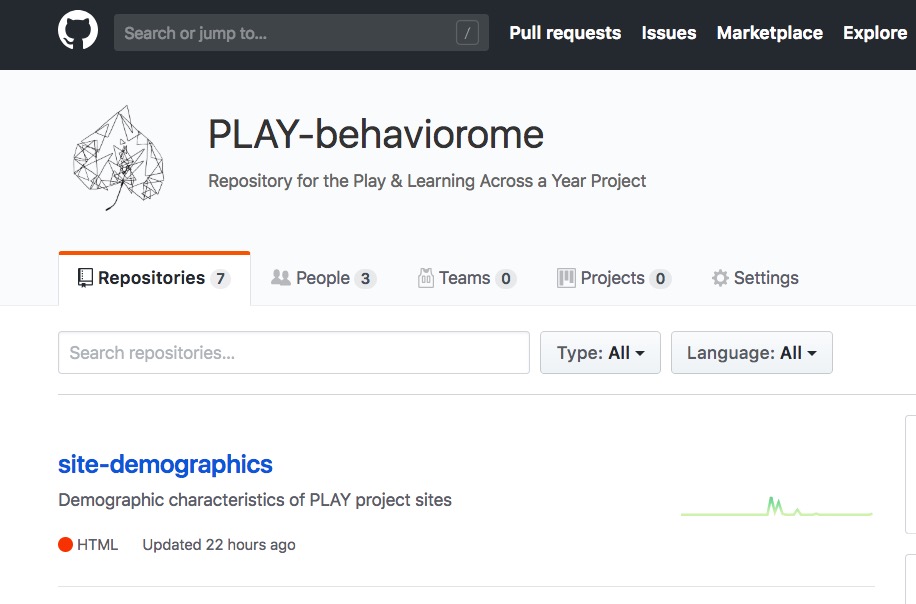 Search or jump to... / Pull requests Issues Marketplace Explore
PLAY-behaviorome
Repository for the Play & Learning Across a Year Project
Repositories 7 People 3 Teams 0 Projects 0 Settings
Search repositories... Type: All Language: All
site-demographics
Demographic characteristics of PLAY project sites
HTML Updated 22 hours ago